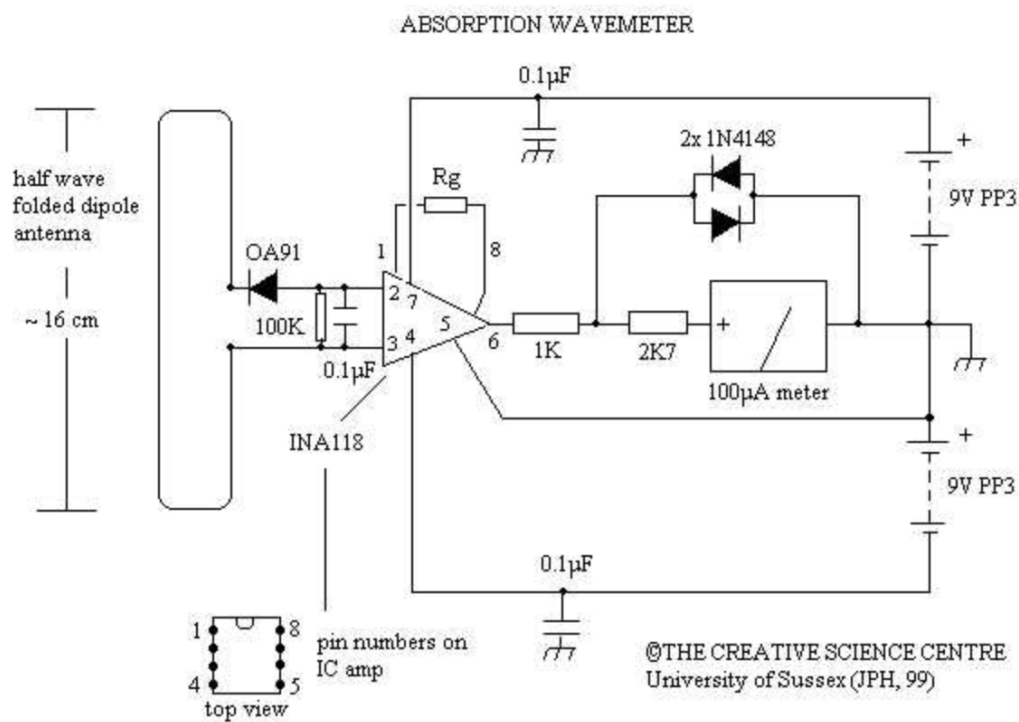 ABSORPTION WAVEMETER
0.1µF
2x 1N4148
+
9V PP3
half wave
folded dipole
antenna
Rg
1
8
OA91
2
7
~ 16 cm
100K
5
+
3
4
6
1K
2K7
0.1µF
100µA meter
INA118
+
9V PP3
0.1µF
1
8
pin numbers on
IC amp
4
5
top view
©THE CREATIVE SCIENCE CENTRE
University of Sussex (JPH, 99)